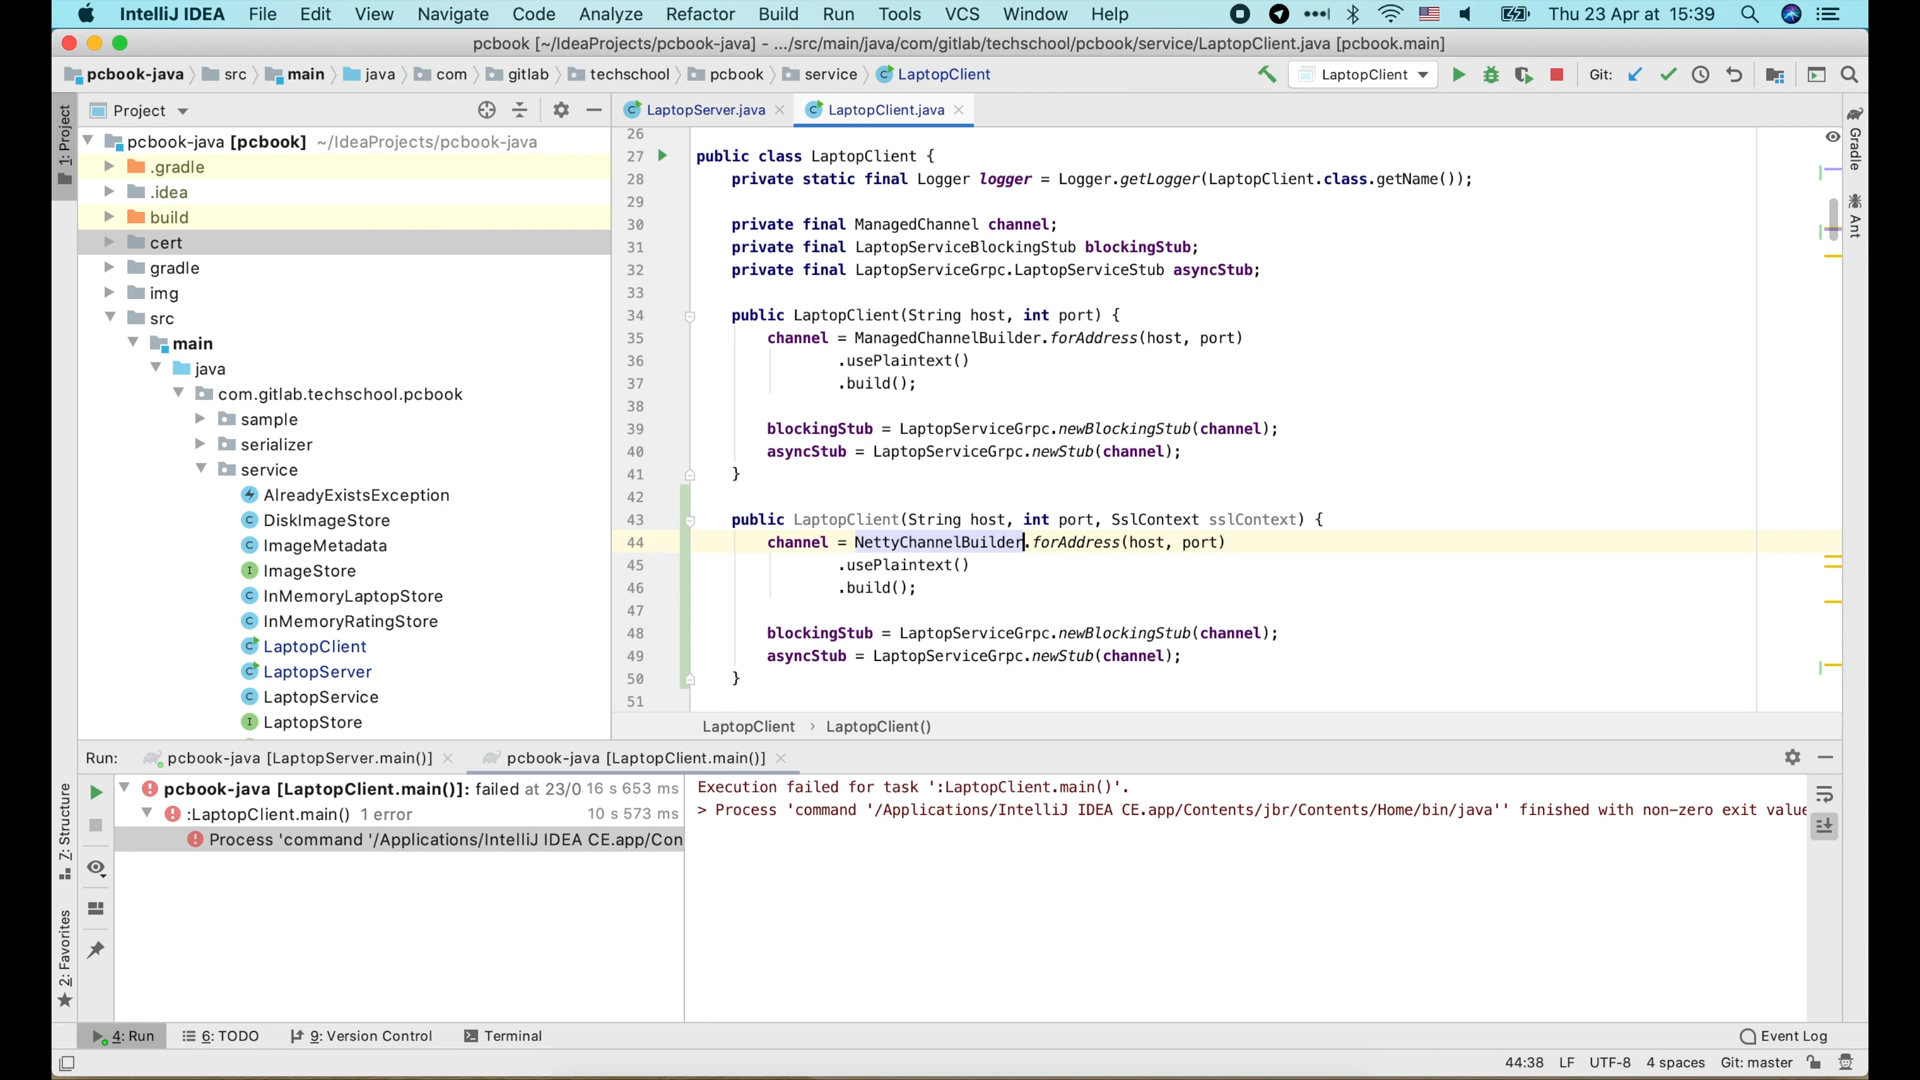 IntelliJ IDEA File Edit View Navigate Code Analyze Refactor Build Run Tools VCS Window Help Thu 23 Apr at 15:39
pcbook [~/IdeaProjects/pcbook-java] - .../src/main/java/com/gitlab/techschool/pcbook/service/LaptopClient.java [pcbook.main]
pcbook-java src main java com gitlab techschool pcbook service LaptopClient LaptopClient Git:
Project
LaptopServer.java LaptopClient.java
1: Project
Z: Structure
2: Favorites
Gradle
Ant
pcbook-java [pcbook] ~/IdeaProjects/pcbook-java
.gradle
.idea
build
cert
gradle
img
src
main
java
com.gitlab.techschool.pcbook
sample
serializer
service
AlreadyExistsException
DiskImageStore
ImageMetadata
ImageStore
InMemoryLaptopStore
InMemoryRatingStore
LaptopClient
LaptopServer
LaptopService
LaptopStore
26
27 public class LaptopClient {
28 private static final Logger logger = Logger.getLogger(LaptopClient.class.getName());
29
30 private final ManagedChannel channel;
31 private final LaptopServiceBlockingStub blockingStub;
32 private final LaptopServiceGrpc.LaptopServiceStub asyncStub;
33
34 public LaptopClient(String host, int port) {
35 channel = ManagedChannelBuilder.forAddress(host, port)
36 .usePlaintext()
37 .build();
38
39 blockingStub = LaptopServiceGrpc.newBlockingStub(channel);
40 asyncStub = LaptopServiceGrpc.newStub(channel);
41 }
42
43 public LaptopClient(String host, int port, SslContext sslContext) {
44 channel = NettyChannelBuilder.forAddress(host, port)
45 .usePlaintext()
46 .build();
47
48 blockingStub = LaptopServiceGrpc.newBlockingStub(channel);
49 asyncStub = LaptopServiceGrpc.newStub(channel);
50 }
51
LaptopClient › LaptopClient()
Run: pcbook-java [LaptopServer.main()] pcbook-java [LaptopClient.main()]
pcbook-java [LaptopClient.main()]: failed at 23/0 16 s 653 ms
:LaptopClient.main() 1 error 10 s 573 ms
Process 'command '/Applications/IntelliJ IDEA CE.app/Con
Execution failed for task ':LaptopClient.main()'.
> Process 'command '/Applications/IntelliJ IDEA CE.app/Contents/jbr/Contents/Home/bin/java'' finished with non-zero exit value
4: Run 6: TODO 9: Version Control Terminal Event Log
44:38 LF UTF-8 4 spaces Git: master